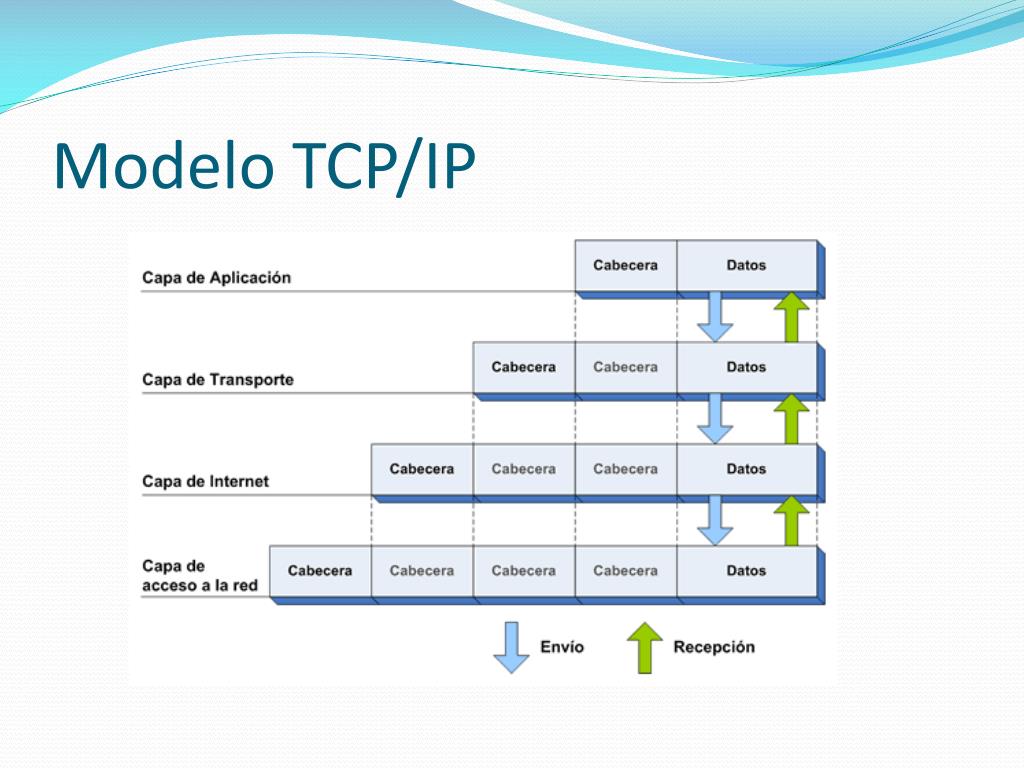 Modelo TCP/IP
Capa de Aplicación
Cabecera Datos
Capa de Transporte
Cabecera Cabecera Datos
Capa de Internet
Cabecera Cabecera Cabecera Datos
Capa de
acceso a la red
Cabecera Cabecera Cabecera Cabecera Datos
Envío Recepción